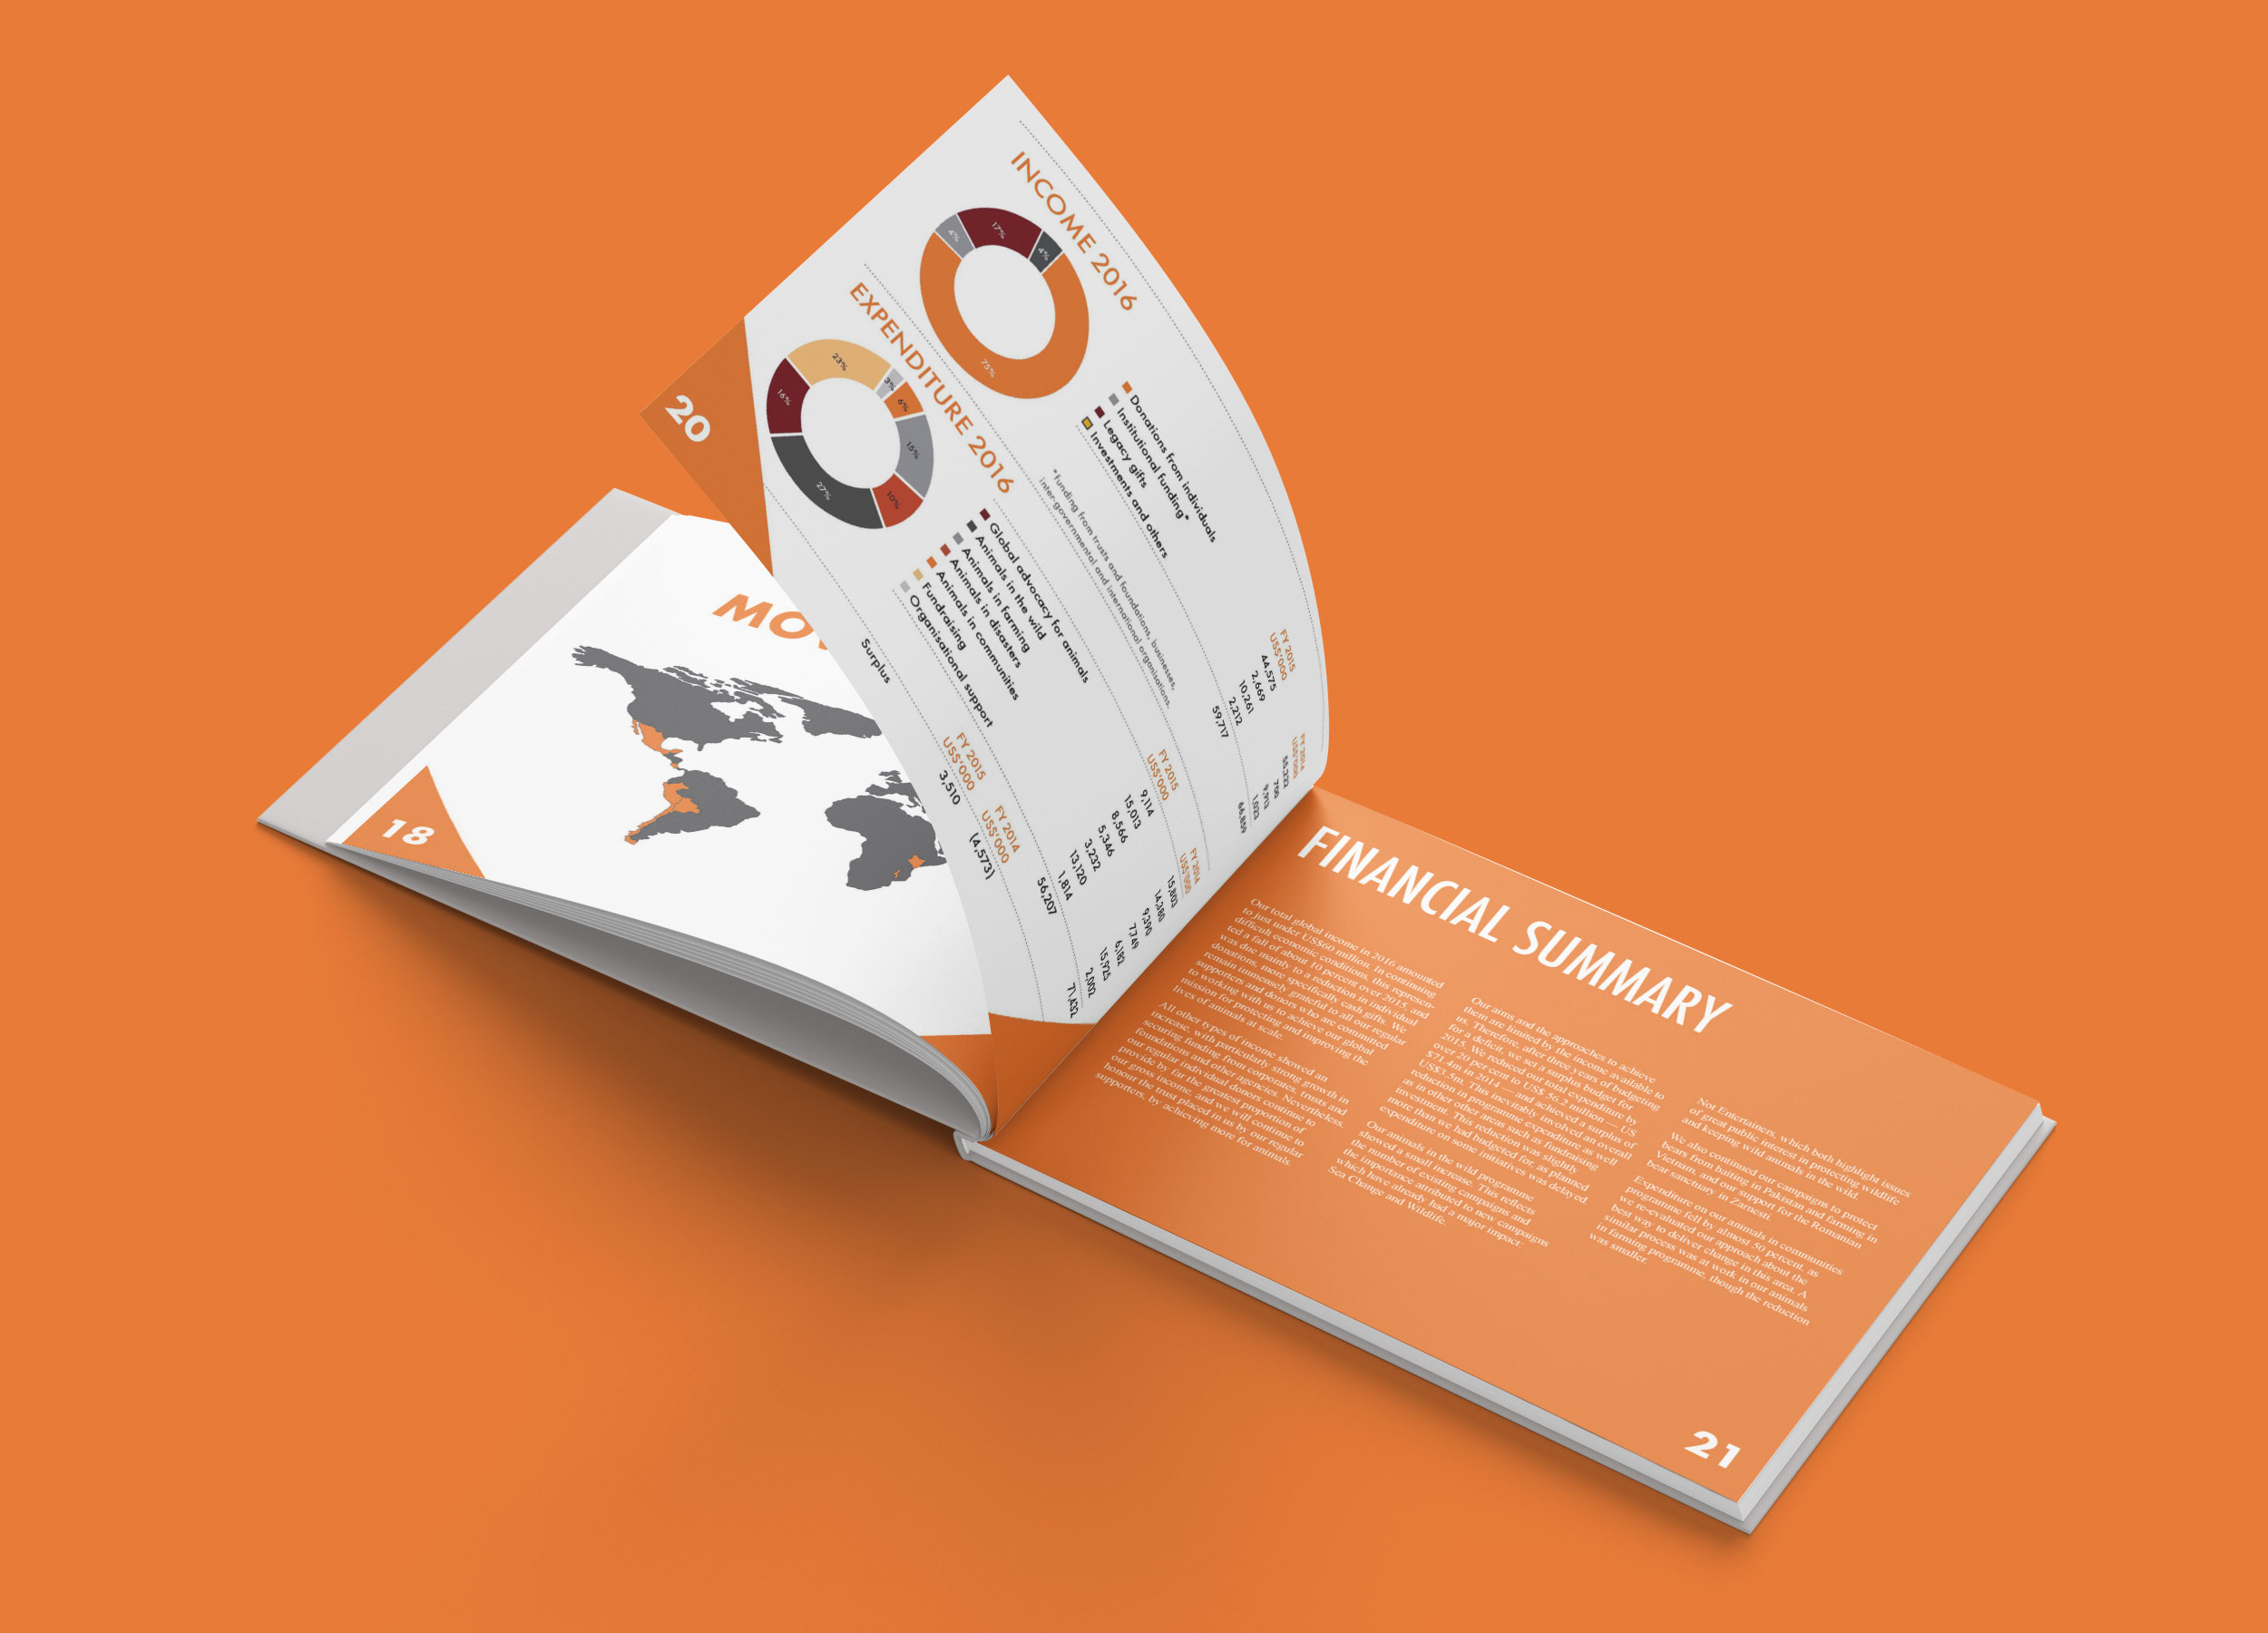 18
MO
20
INCOME 2016
4%
17%
4%
75%
Donations from individuals
Institutional funding*
Legacy gifts
Investments and others
*Funding from trusts and foundations, businesses,
inter-governmental and international organisations.
FY 2015
US$'000
44,575
2,669
10,261
2,212
59,717
FY 2014
US$'000
55,222
700
9,913
1,023
66,859
EXPENDITURE 2016
23%
3%
6%
15%
10%
27%
16%
Global advocacy for animals
Animals in the wild
Animals in farming
Animals in disasters
Animals in communities
Fundraising
Organisational support
FY 2015
US$'000
9,114
15,013
8,566
5,346
3,232
13,120
1,814
56,207
FY 2014
US$'000
15,803
14,380
9,390
7,749
6,182
15,925
2,002
71,432
Surplus
FY 2015
US$'000
3,510
FY 2014
US$'000
(4,573)
FINANCIAL SUMMARY
Our total global income in 2016 amounted
to just under US$60 million. In continuing
difficult economic conditions, this represen-
ted a fall of about 10 percent over 2015, and
was due mainly to a reduction in individual
donations, more specifically cash gifts. We
remain immensely grateful to all our regular
supporters and donors who are committed
to working with us to achieve our global
mission for protecting and improving the
lives of animals at scale.
All other types of income showed an
increase, with particularly strong growth in
securing funding from corporates, trusts and
foundations and other agencies. Nevertheless,
our regular individual donors continue to
provide by far the greatest proportion of
our gross income, and we will continue to
honour the trust placed in us by our regular
supporters, by achieving more for animals.
Our aims and the approaches to achieve
them are limited by the income available to
us. Therefore, after three years of budgeting
for a deficit, we set a surplus budget for
2015. We reduced our total expenditure by
over 20 per cent to US$ 56.2 million — US
$71.4m in 2014 — and achieved a surplus of
US$3.5m. This inevitably involved an overall
reduction in programme expenditure as well
as in other other areas such as fundraising
investment. This reduction was slightly
more than we had budgeted for, as planned
expenditure on some initiatives was delayed.
Our animals in the wild programme
showed a small increase. This reflects
the number of existing campaigns and
the importance attributed to new campaigns
which have already had a major impact:
Sea Change and Wildlife.
Not Entertainers, which both highlight issues
of great public interest in protecting wildlife
and keeping wild animals in the wild.
We also continued our campaigns to protect
bears from baiting in Pakistan and farming in
Vietnam, and our support for the Romanian
bear sanctuary in Zarnesti.
Expenditure on our animals in communities
programme fell by almost 50 percent, as
we re-evaluated our approach about the
best way to deliver change in this area. A
similar process was at work in our animals
in farming programme, though the reduction
was smaller.
21